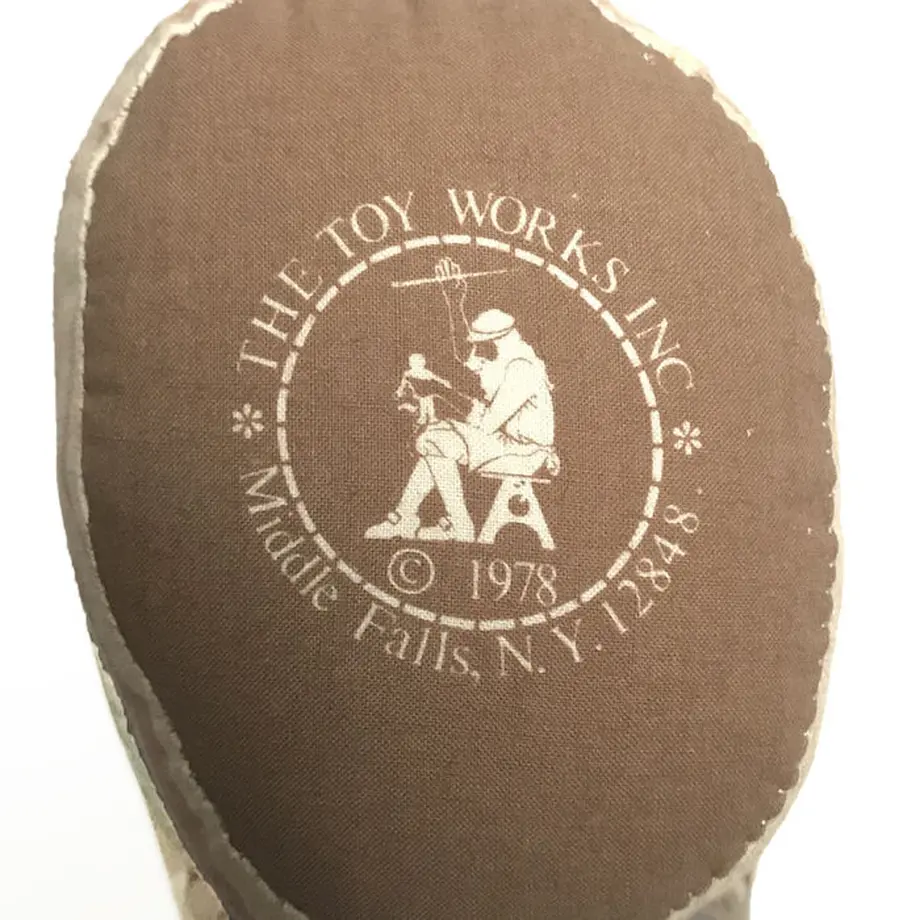 THE TOY WORKS INC
© 1978
Middle Falls, N.Y. 12848.